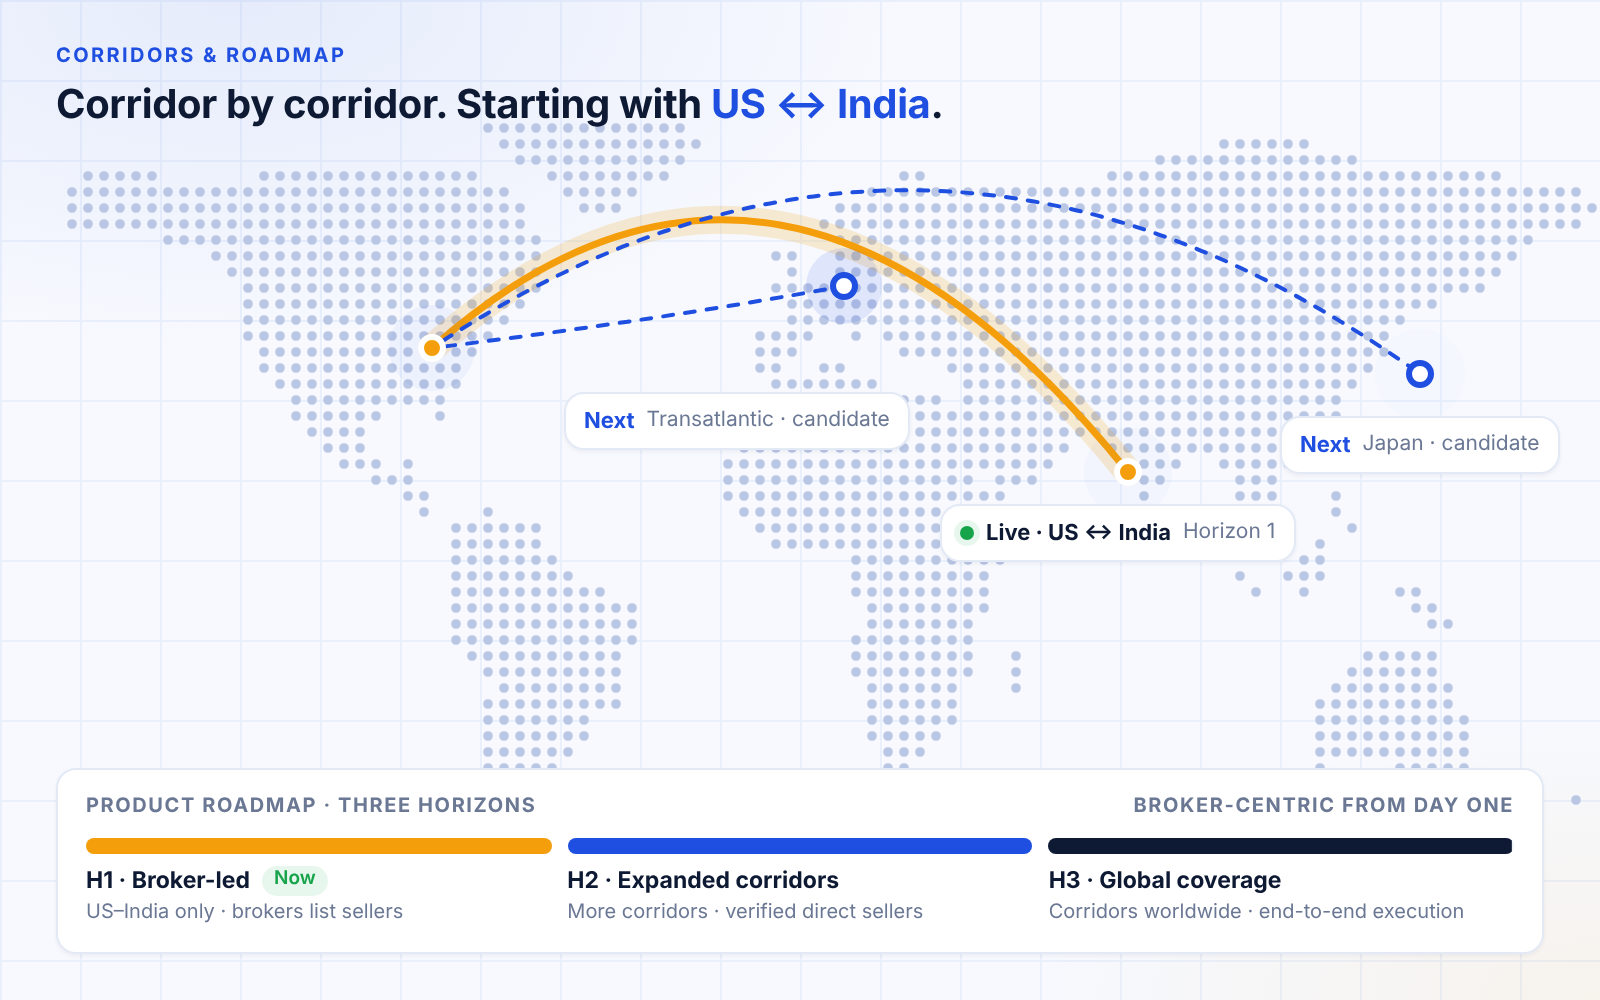 CORRIDORS & ROADMAP
Corridor by corridor. Starting with US ↔ India.
Next Transatlantic · candidate
Next Japan · candidate
Live · US ↔ India Horizon 1
PRODUCT ROADMAP · THREE HORIZONS
BROKER-CENTRIC FROM DAY ONE
H1 · Broker-led Now
US–India only · brokers list sellers
H2 · Expanded corridors
More corridors · verified direct sellers
H3 · Global coverage
Corridors worldwide · end-to-end execution